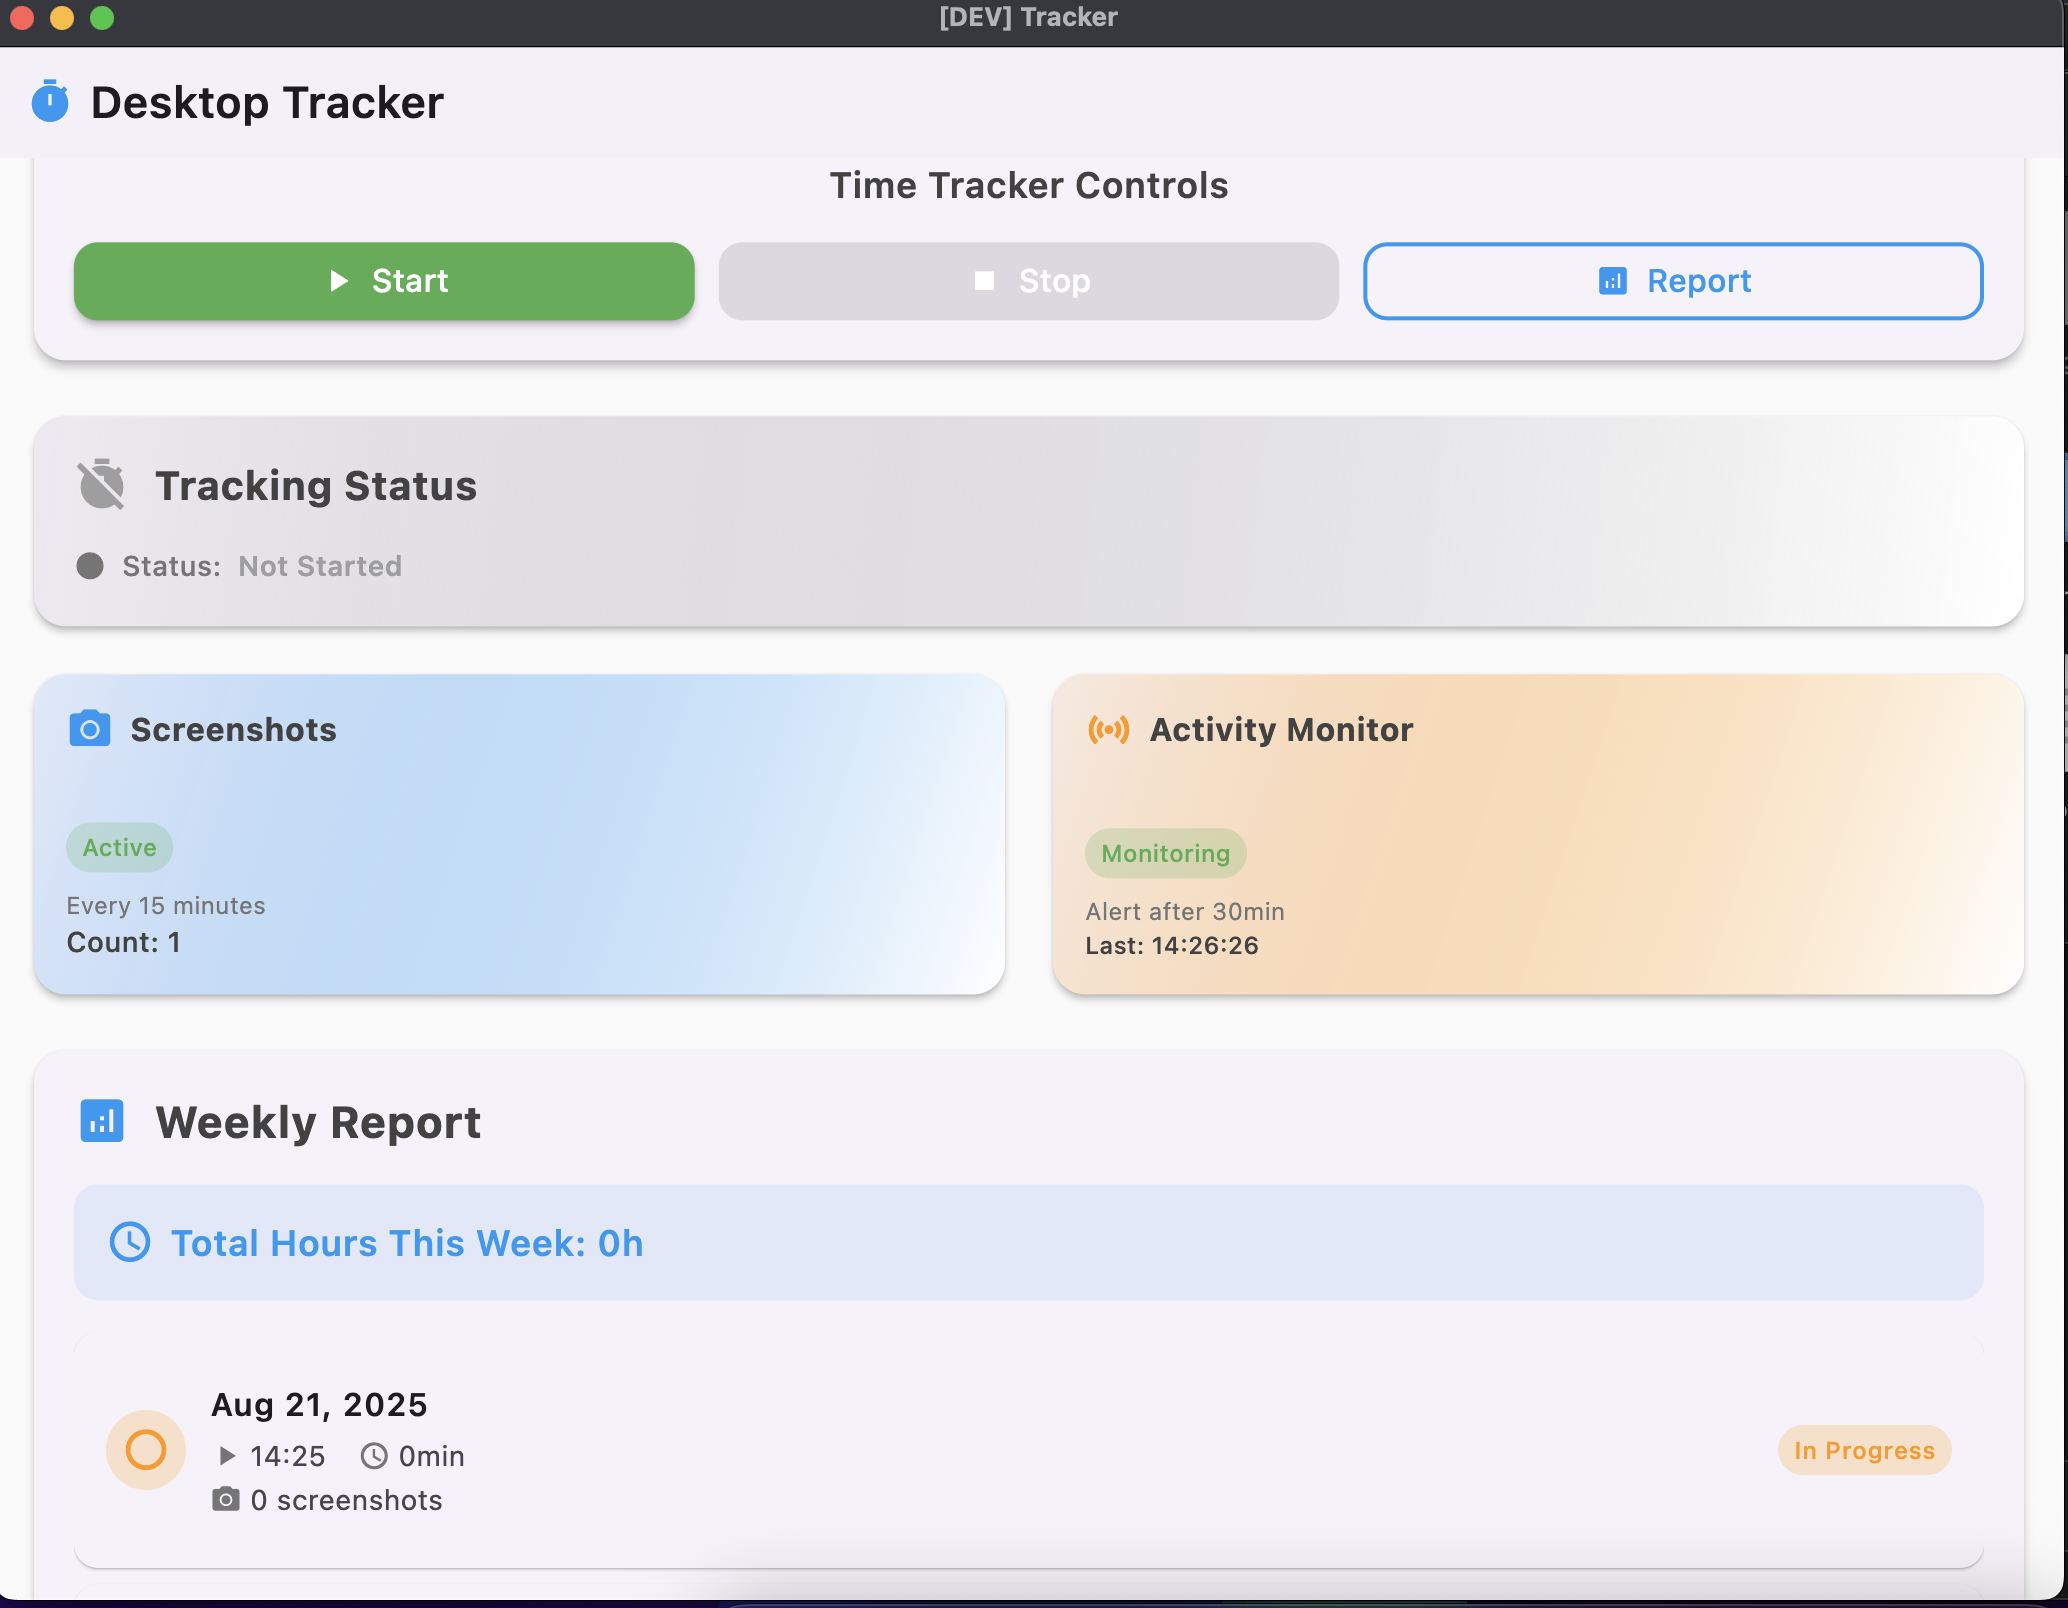 [DEV] Tracker
Desktop Tracker
Time Tracker Controls
Start
Stop
Report
Tracking Status
Status: Not Started
Screenshots
Active
Every 15 minutes
Count: 1
Activity Monitor
Monitoring
Alert after 30min
Last: 14:26:26
Weekly Report
Total Hours This Week: 0h
Aug 21, 2025
14:25 0min
0 screenshots
In Progress